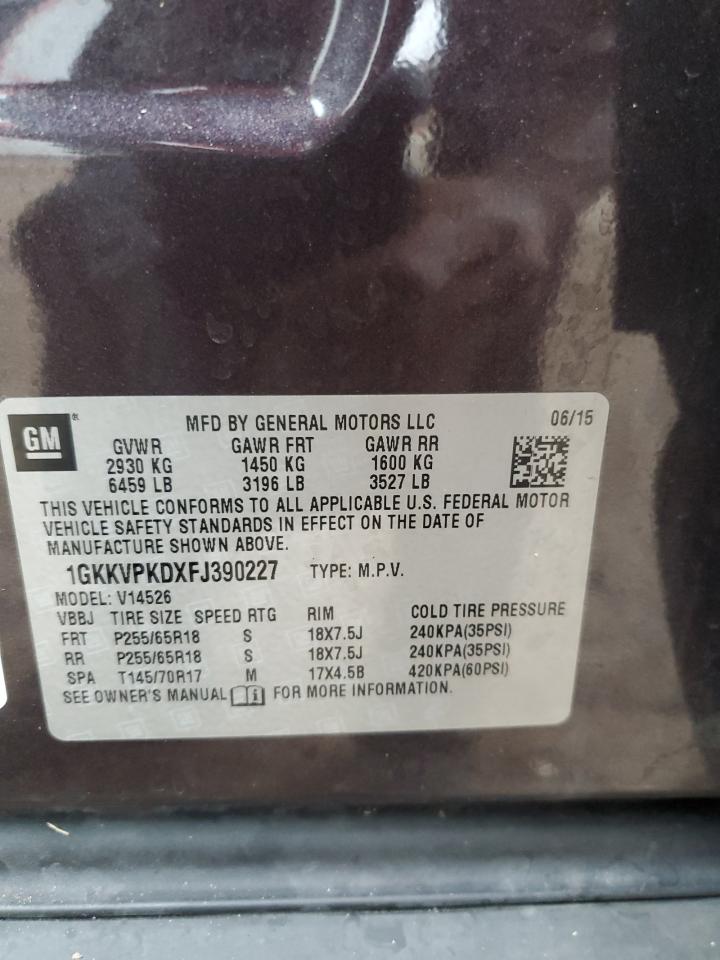 GM®
MFD BY GENERAL MOTORS LLC 06/15
GVWR GAWR FRT GAWR RR
2930 KG 1450 KG 1600 KG
6459 LB 3196 LB 3527 LB
THIS VEHICLE CONFORMS TO ALL APPLICABLE U.S. FEDERAL MOTOR
VEHICLE SAFETY STANDARDS IN EFFECT ON THE DATE OF
MANUFACTURE SHOWN ABOVE.
1GKKVPKDXFJ390227 TYPE: M.P.V.
MODEL: V14526
VBBJ TIRE SIZE SPEED RTG RIM COLD TIRE PRESSURE
FRT P255/65R18 S 18X7.5J 240KPA(35PSI)
RR P255/65R18 S 18X7.5J 240KPA(35PSI)
SPA T145/70R17 M 17X4.5B 420KPA(60PSI)
SEE OWNER'S MANUAL FOR MORE INFORMATION.